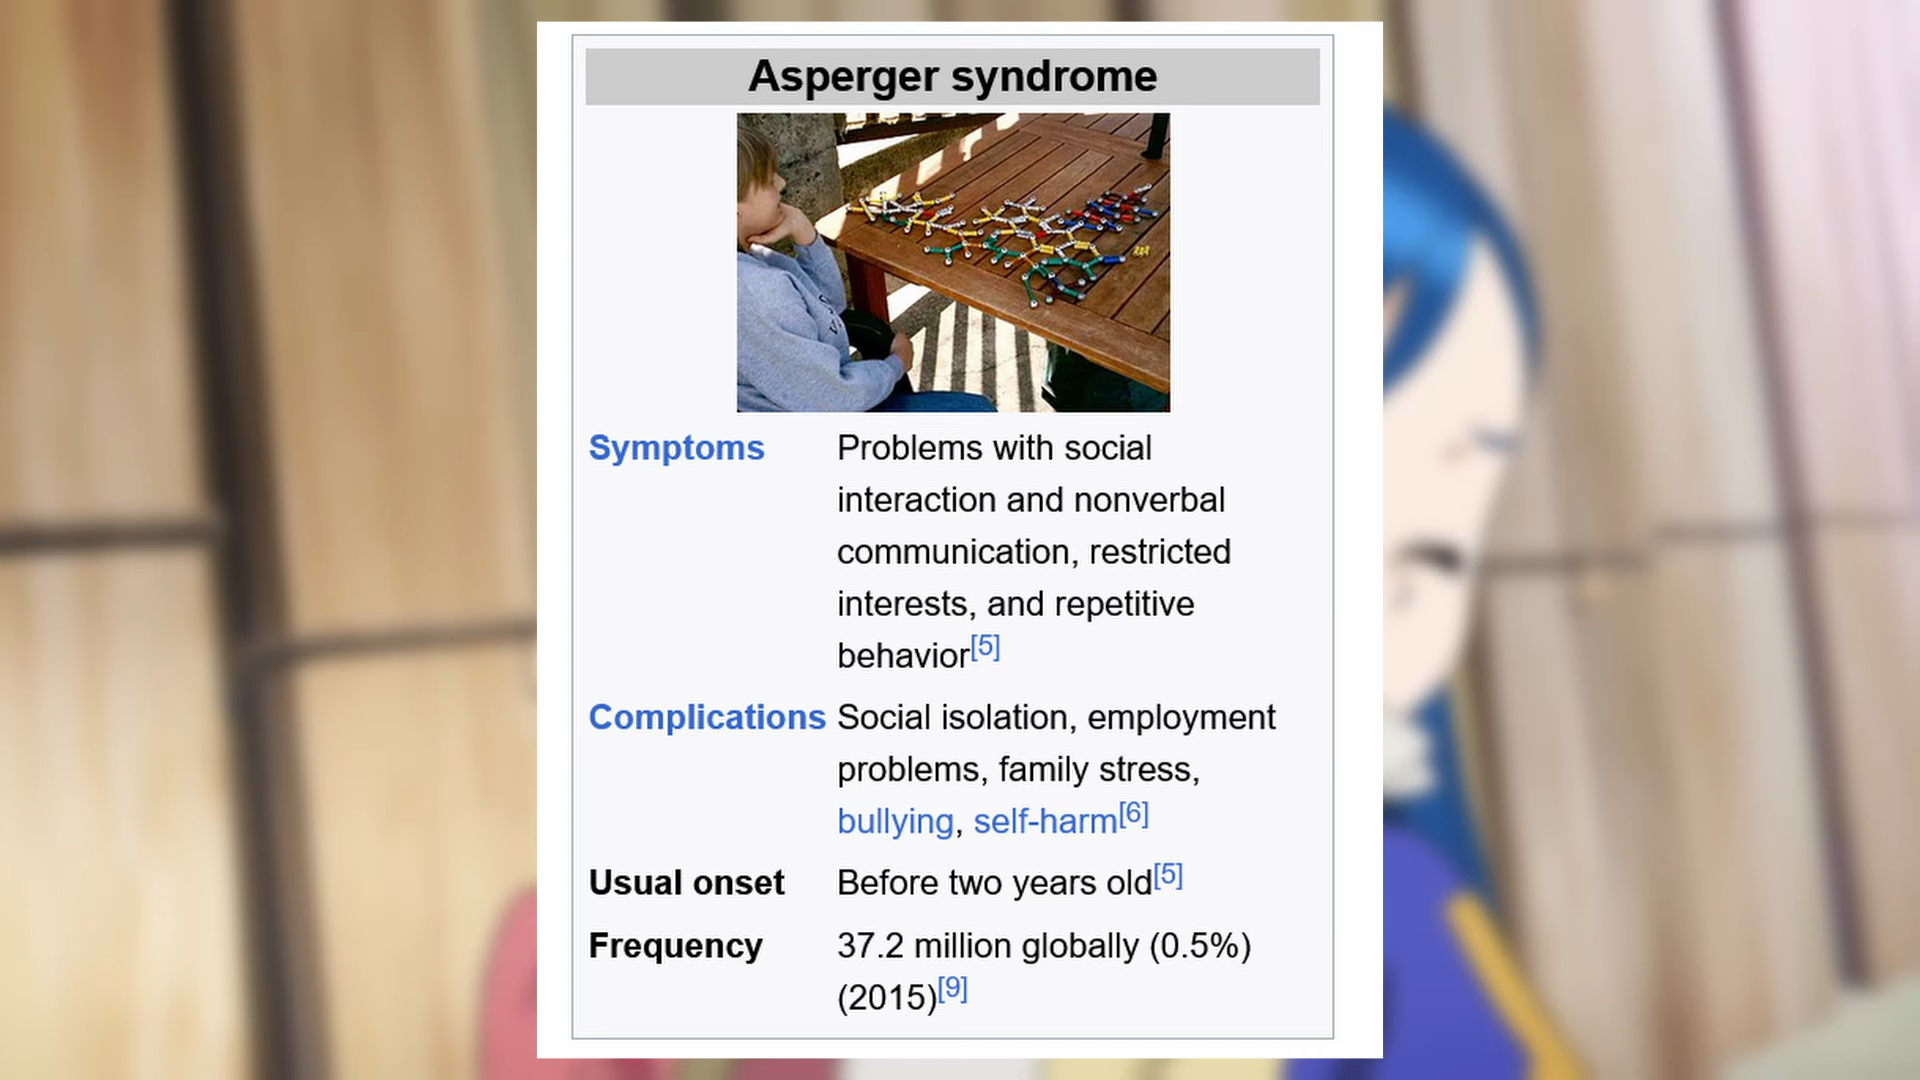 Asperger syndrome
Symptoms Problems with social
interaction and nonverbal
communication, restricted
interests, and repetitive
behavior[5]
Complications Social isolation, employment
problems, family stress,
bullying, self-harm[6]
Usual onset Before two years old[5]
Frequency 37.2 million globally (0.5%)
(2015)[9]